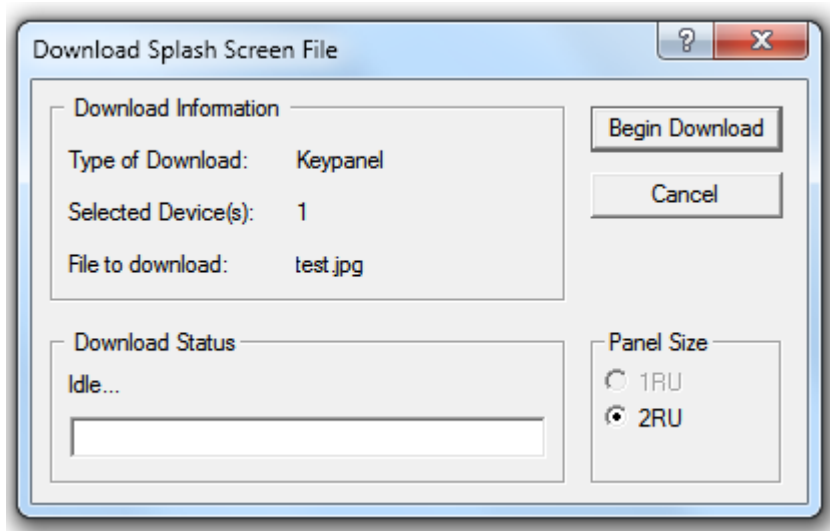 Download Splash Screen File
Download Information
Type of Download: Keypanel
Selected Device(s): 1
File to download: test.jpg
Begin Download
Cancel
Download Status
Idle...
Panel Size
1RU
2RU